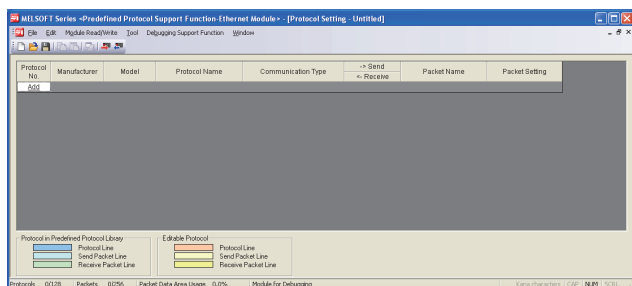 MELSOFT Series <Predefined Protocol Support Function-Ethernet Module> - [Protocol Setting - Untitled]
File Edit Module Read/Write Tool Debugging Support Function Window
Protocol No. Manufacturer Model Protocol Name Communication Type -> Send <- Receive Packet Name Packet Setting
Add
Protocol in Predefined Protocol Library Editable Protocol
Protocol Line Protocol Line
Send Packet Line Send Packet Line
Receive Packet Line Receive Packet Line
Protocols 0/128 Packets 0/256 Packet Data Area Usage 0.0% Module for Debugging CAP NUM SCRL